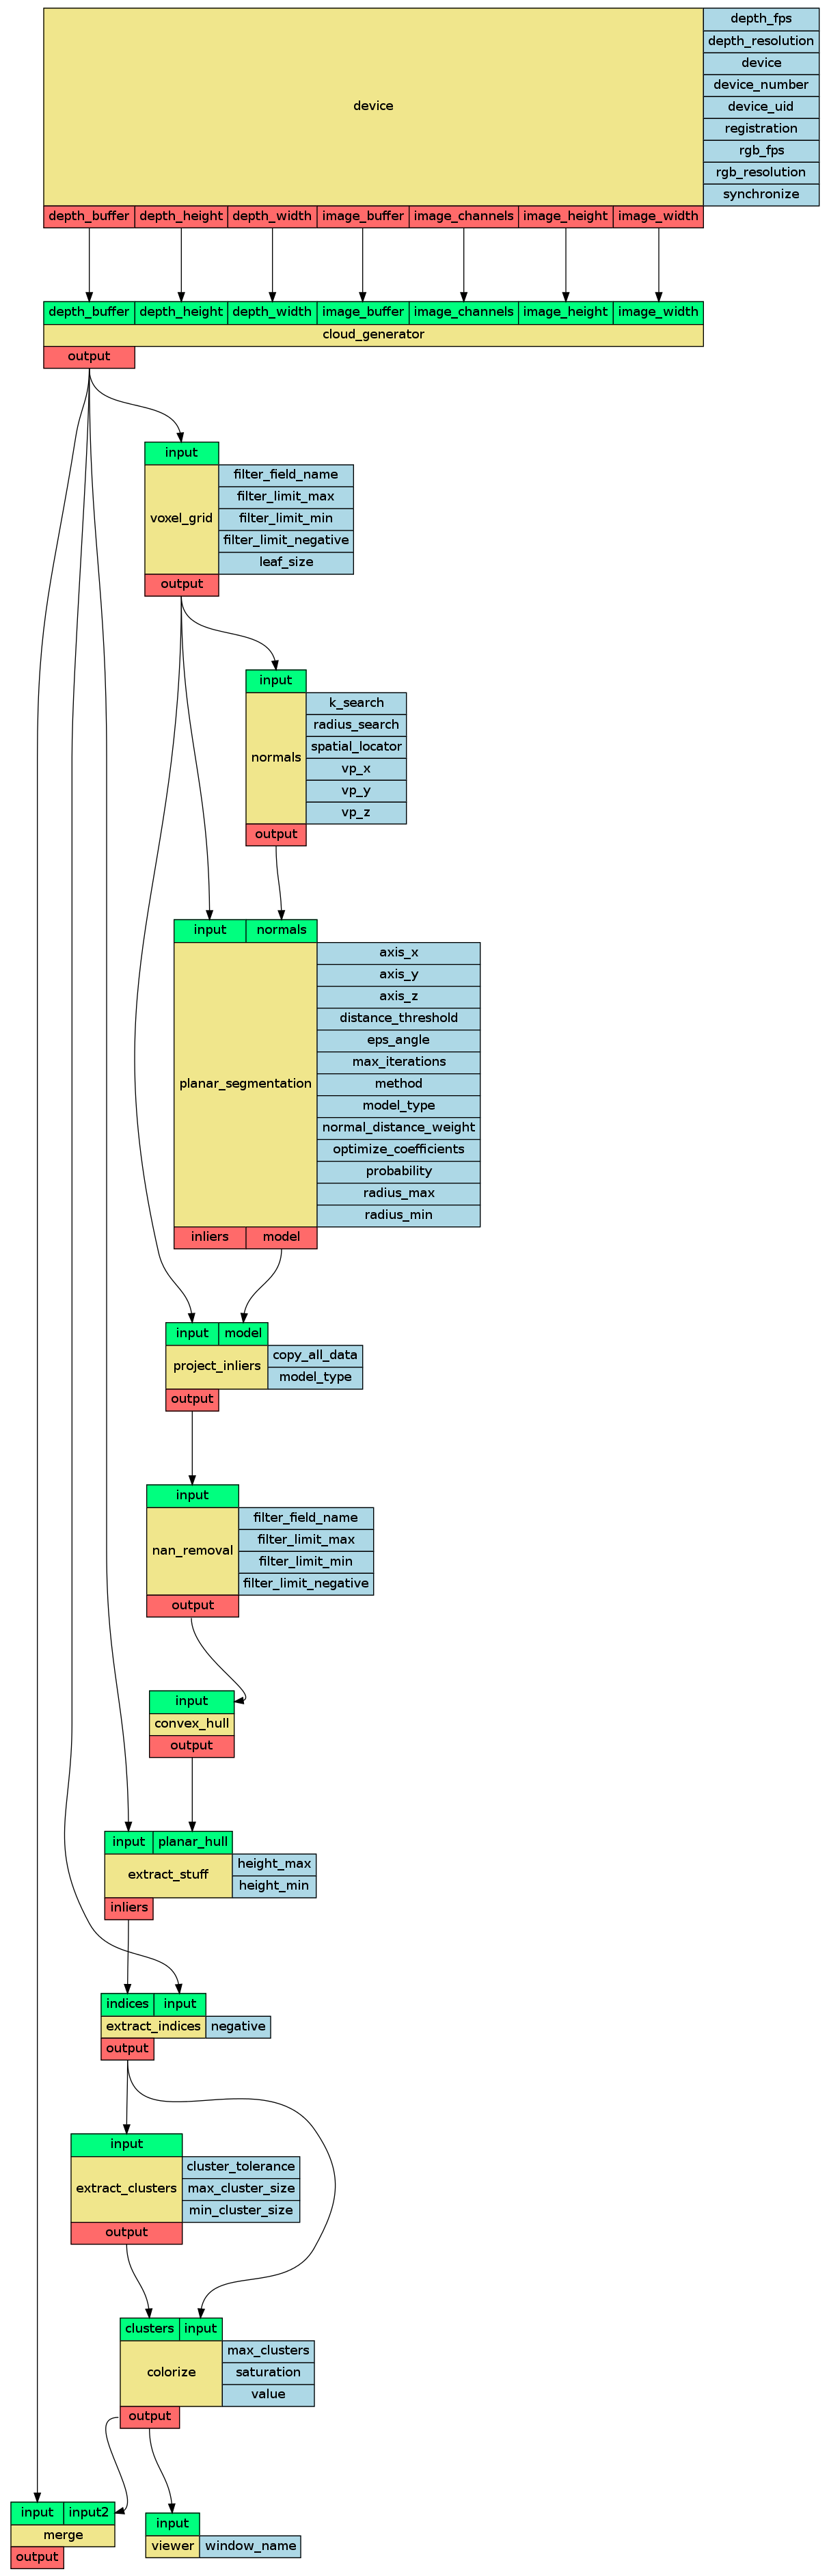 depth_fps
depth_resolution
device
device
device_number
device_uid
registration
rgb_fps
rgb_resolution
synchronize
depth_buffer depth_height depth_width image_buffer image_channels image_height image_width
depth_buffer depth_height depth_width image_buffer image_channels image_height image_width
cloud_generator
output
input
voxel_grid
filter_field_name
filter_limit_max
filter_limit_min
filter_limit_negative
leaf_size
output
input
normals
k_search
radius_search
spatial_locator
vp_x
vp_y
vp_z
output
input normals
planar_segmentation
axis_x
axis_y
axis_z
distance_threshold
eps_angle
max_iterations
method
model_type
normal_distance_weight
optimize_coefficients
probability
radius_max
radius_min
inliers model
input model
project_inliers
copy_all_data
model_type
output
input
nan_removal
filter_field_name
filter_limit_max
filter_limit_min
filter_limit_negative
output
input
convex_hull
output
input planar_hull
extract_stuff
height_max
height_min
inliers
indices input
extract_indices negative
output
input
extract_clusters
cluster_tolerance
max_cluster_size
min_cluster_size
output
clusters input
colorize
max_clusters
saturation
value
output
input input2
merge
output
input
viewer window_name